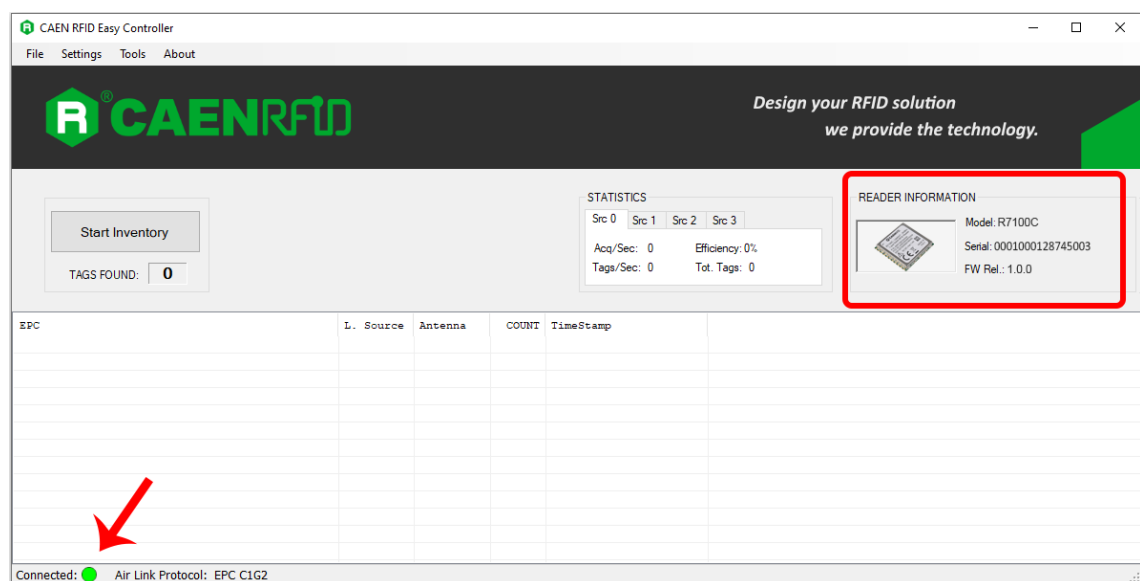 CAEN RFID Easy Controller
File Settings Tools About
R® CAENRFID
Design your RFID solution
we provide the technology.
Start Inventory
TAGS FOUND: 0
STATISTICS
Src 0 Src 1 Src 2 Src 3
Acq/Sec: 0 Efficiency: 0%
Tags/Sec: 0 Tot. Tags: 0
READER INFORMATION
Model: R7100C
Serial: 0001000128745003
FW Rel.: 1.0.0
EPC L. Source Antenna COUNT TimeStamp
Connected: Air Link Protocol: EPC C1G2